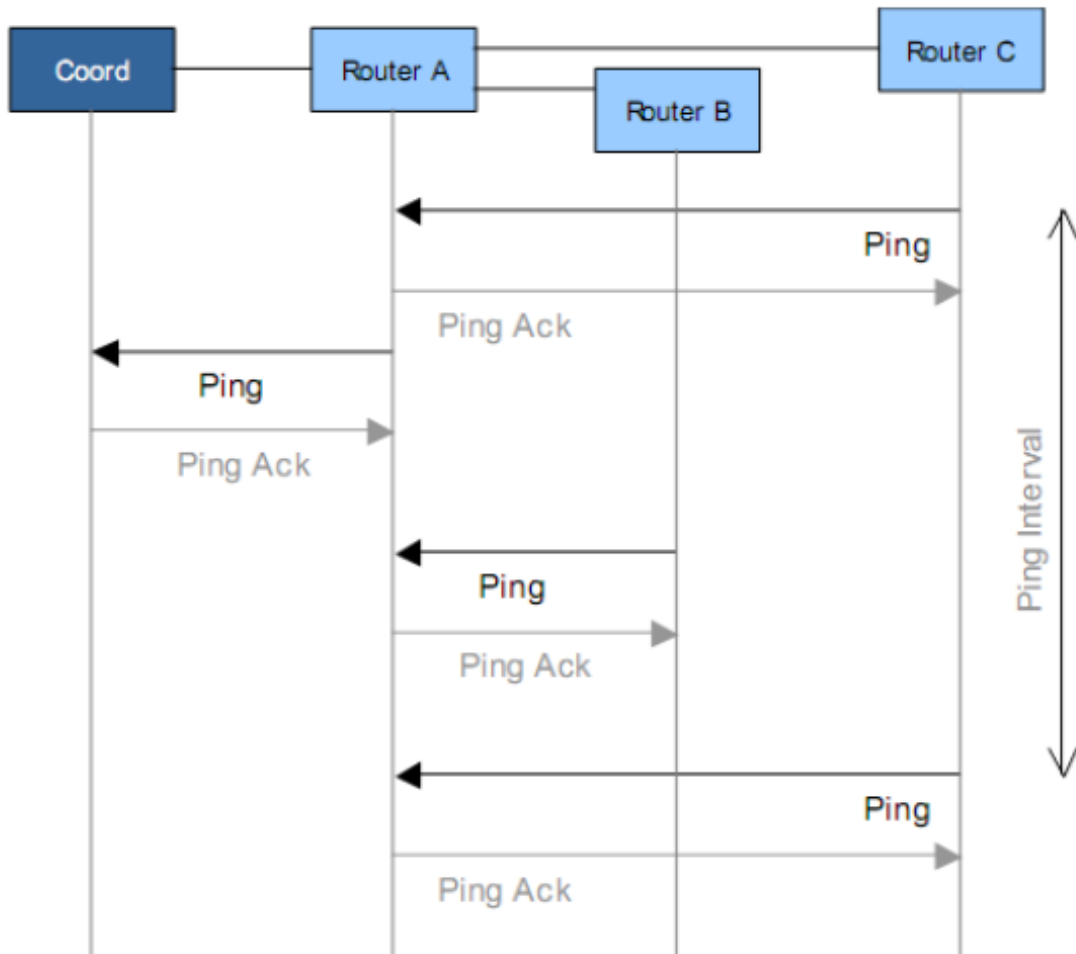 Coord
Router A
Router C
Router B
Ping
Ping Ack
Ping
Ping Ack
Ping Interval
Ping
Ping Ack
Ping
Ping Ack